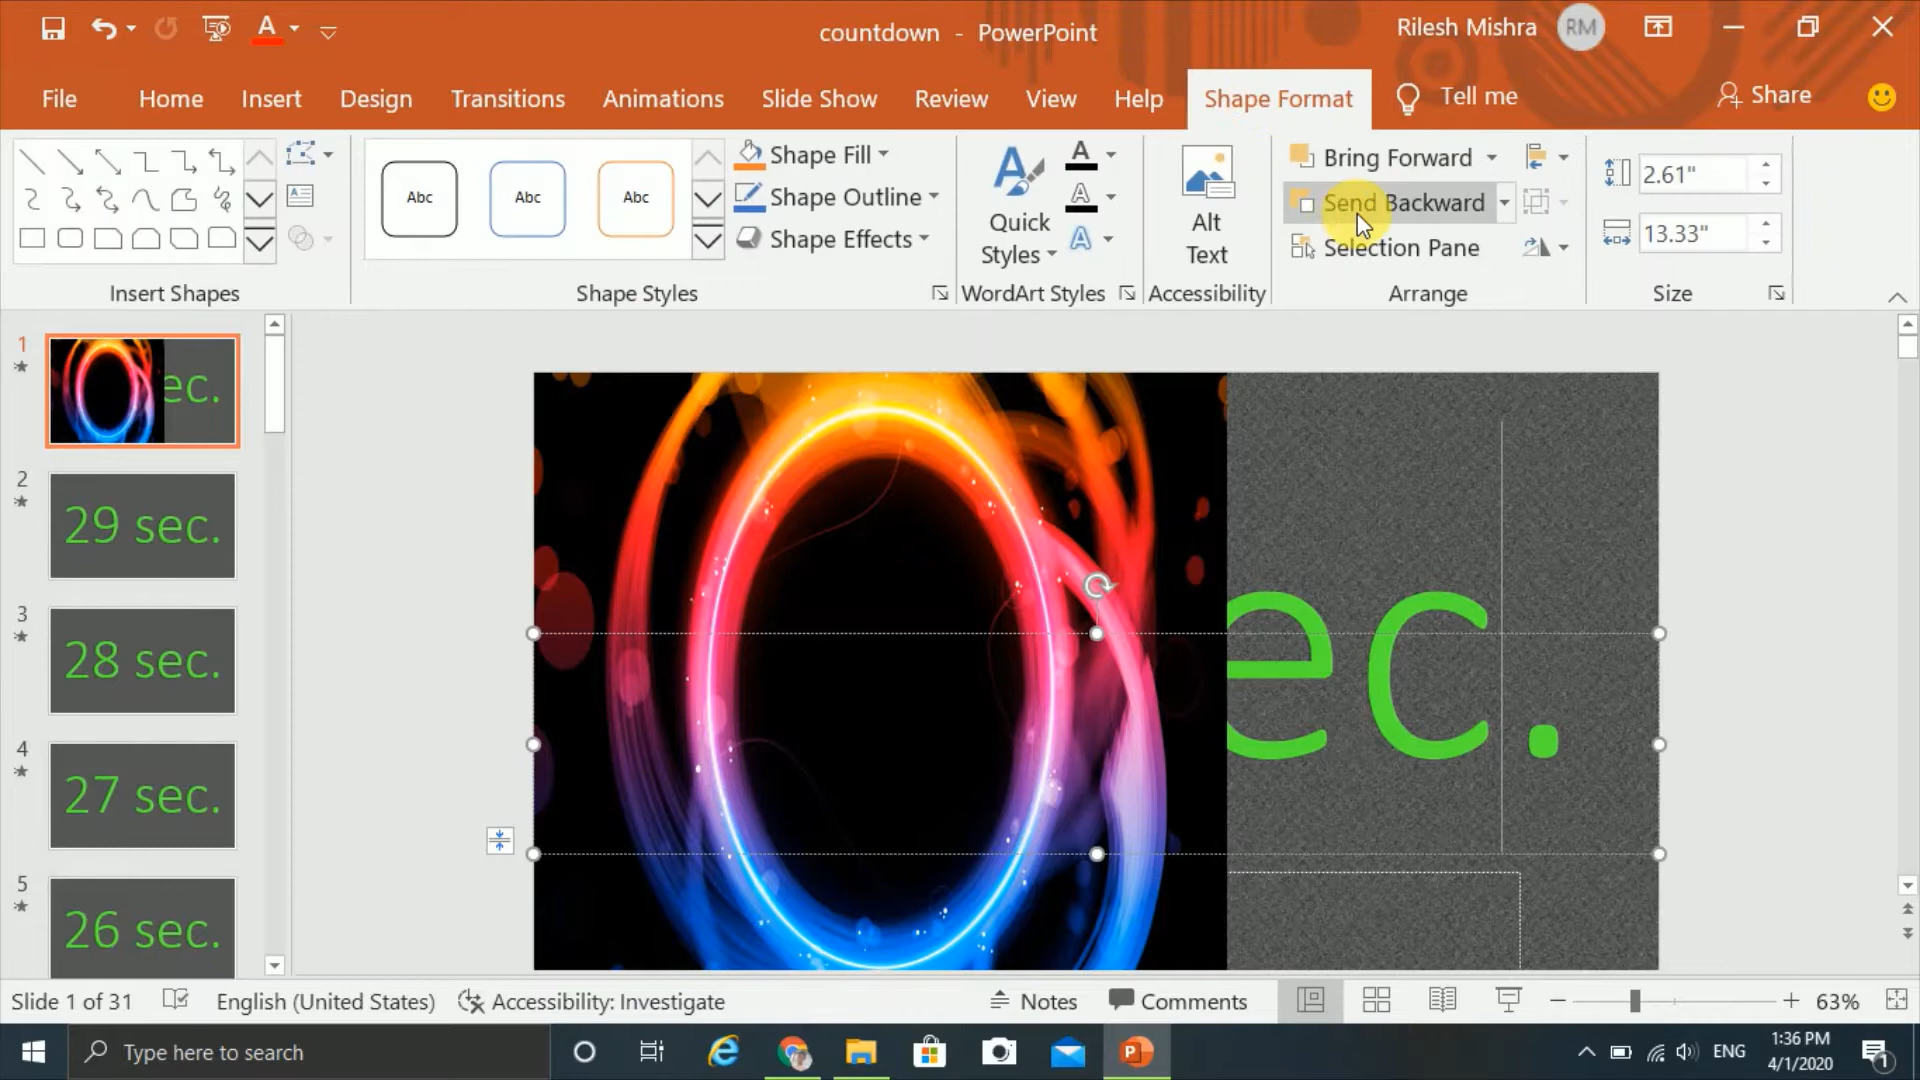 countdown - PowerPoint
Rilesh Mishra
RM
File
Home
Insert
Design
Transitions
Animations
Slide Show
Review
View
Help
Shape Format
Tell me
Share
Abc
Abc
Abc
Shape Fill
Shape Outline
Shape Effects
Quick
Styles
Alt
Text
Bring Forward
Send Backward
Selection Pane
2.61"
13.33"
Insert Shapes
Shape Styles
WordArt Styles
Accessibility
Arrange
Size
1
ec.
2
29 sec.
3
28 sec.
4
27 sec.
5
26 sec.
ec.
Slide 1 of 31
English (United States)
Accessibility: Investigate
Notes
Comments
63%
Type here to search
ENG
1:36 PM
4/1/2020
1